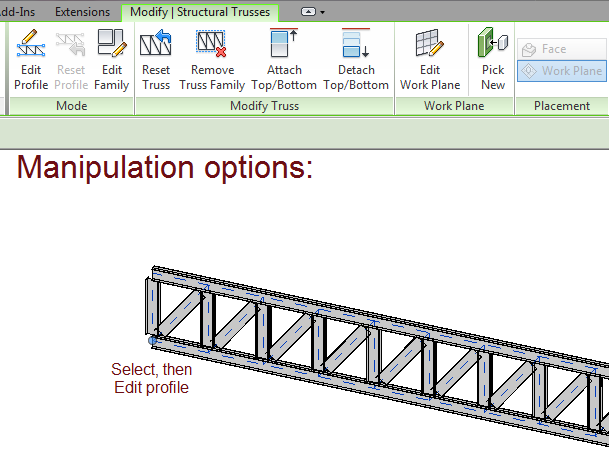 dd-Ins Extensions Modify | Structural Trusses
Edit Profile
Reset Profile
Edit Family
Reset Truss
Remove Truss Family
Attach Top/Bottom
Detach Top/Bottom
Edit Work Plane
Pick New
Face
Work Plane
Mode Modify Truss Work Plane Placement
Manipulation options:
Select, then
Edit profile